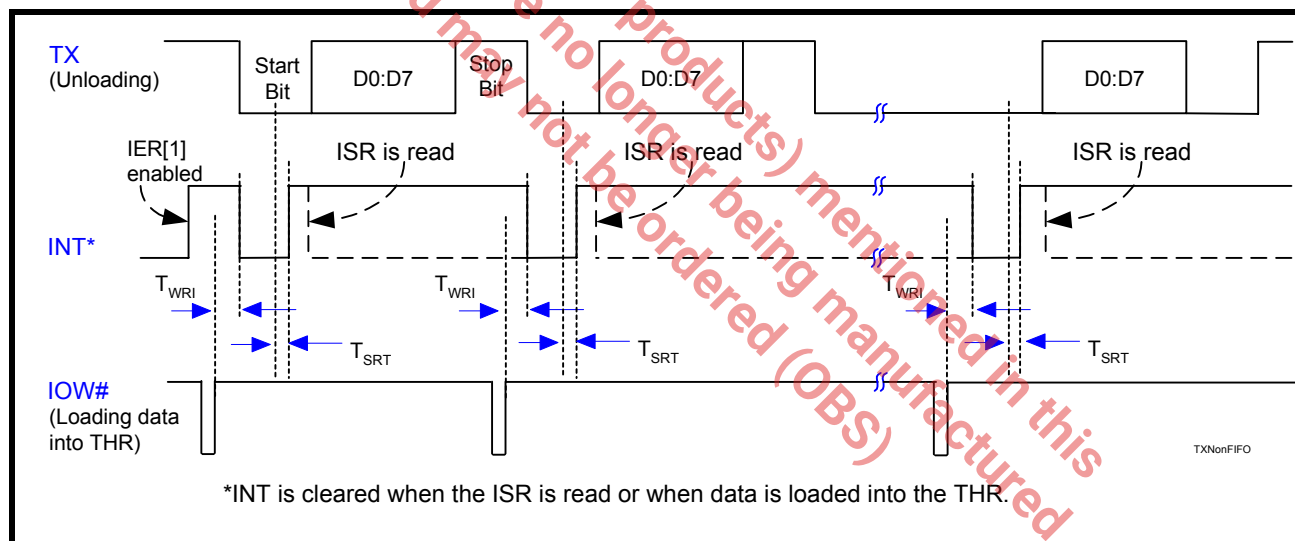 TX
(Unloading)
Start
Bit
D0:D7
Stop
Bit
D0:D7
D0:D7
IER[1]
enabled
ISR is read
ISR is read
ISR is read
INT*
TWRI
TWRI
TWRI
TSRT
TSRT
TSRT
IOW#
(Loading data
into THR)
TXNonFIFO
*INT is cleared when the ISR is read or when data is loaded into the THR.
products) mentioned in this
no longer being manufactured
d may not be ordered (OBS)